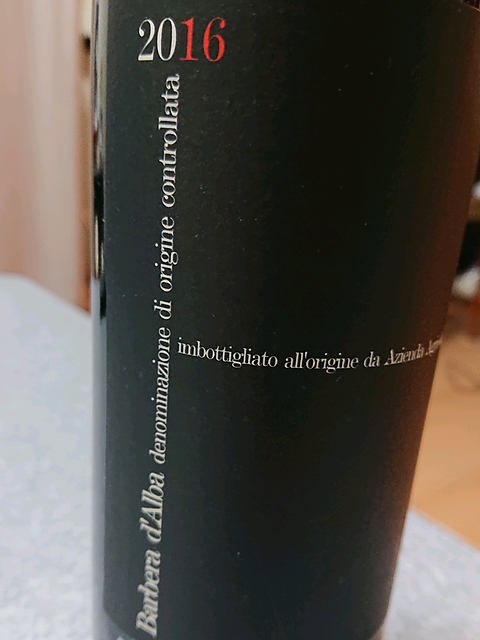 2016
Barbera d'Alba denominazione di origine controllata
imbottigliato all'origine da Azienda